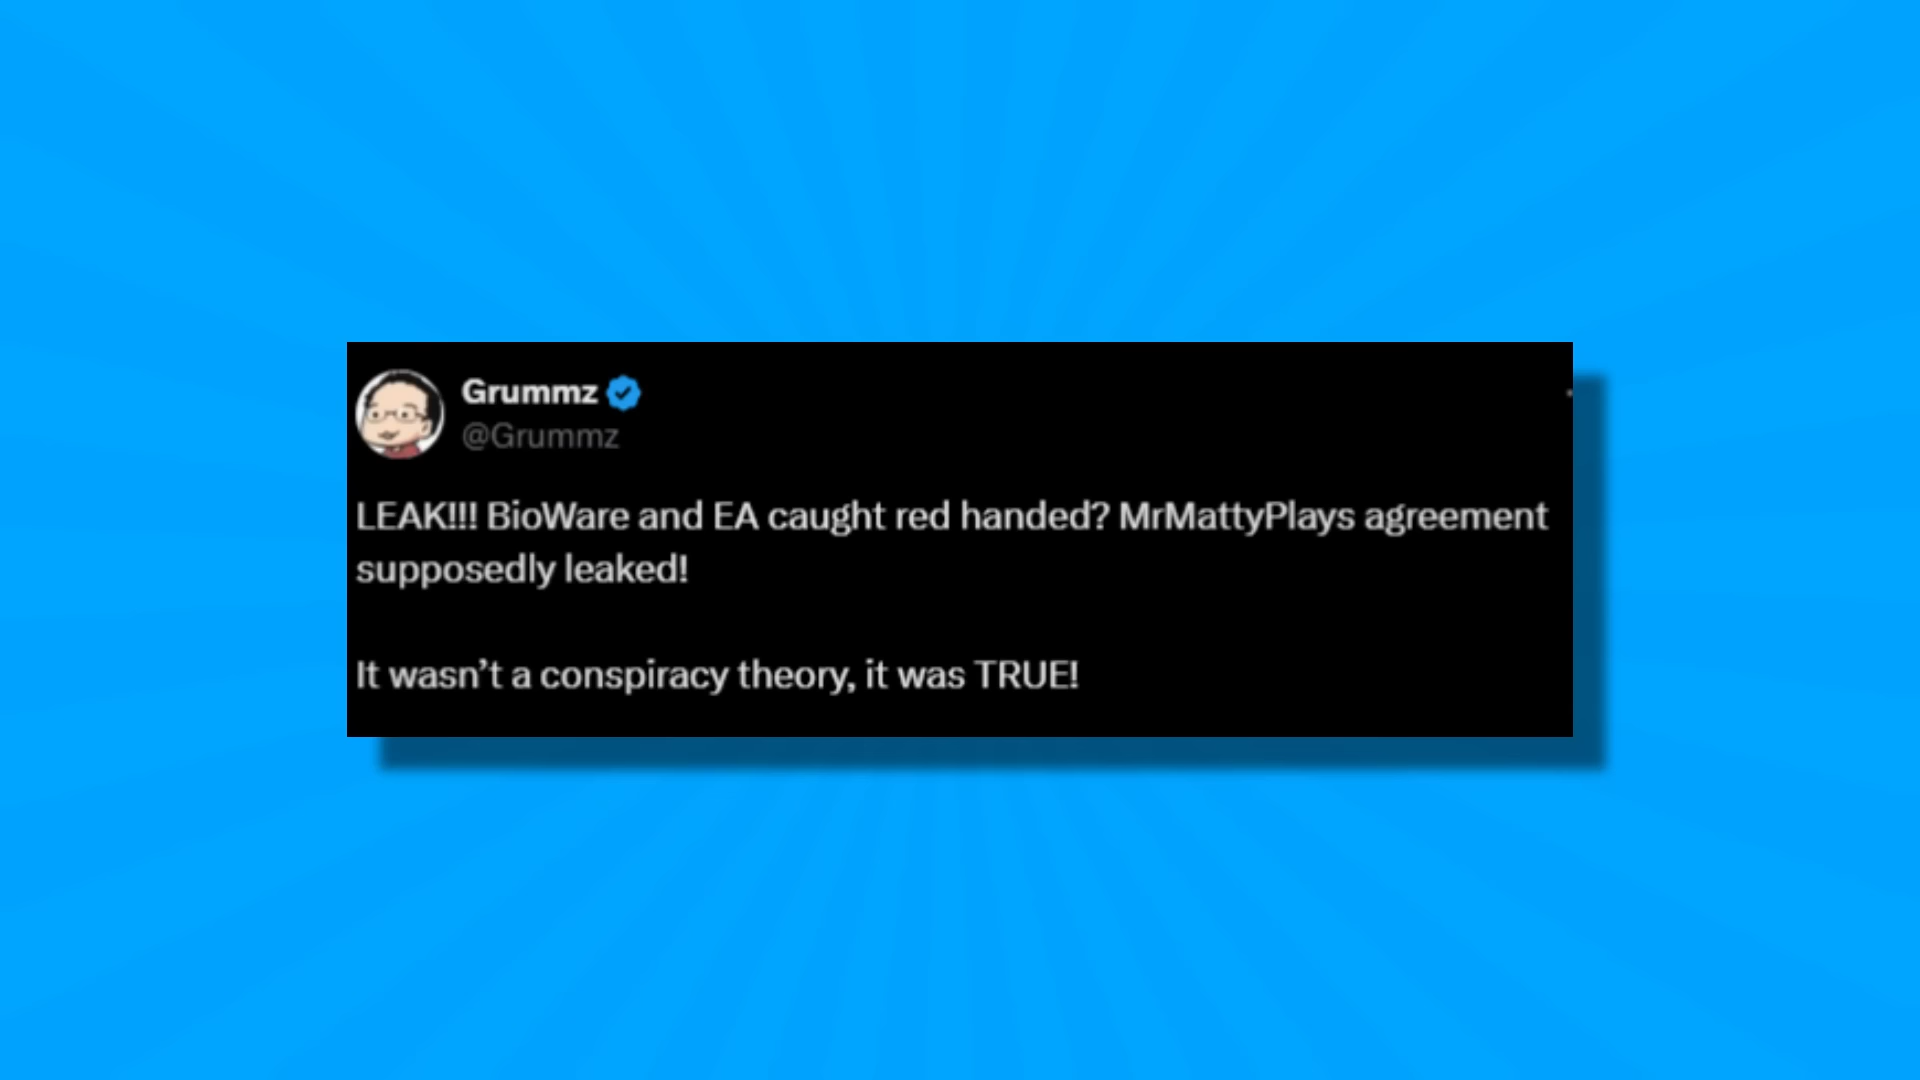 Grummz
@Grummz
LEAK!!! BioWare and EA caught red handed? MrMattyPlays agreement
supposedly leaked!
It wasn’t a conspiracy theory, it was TRUE!